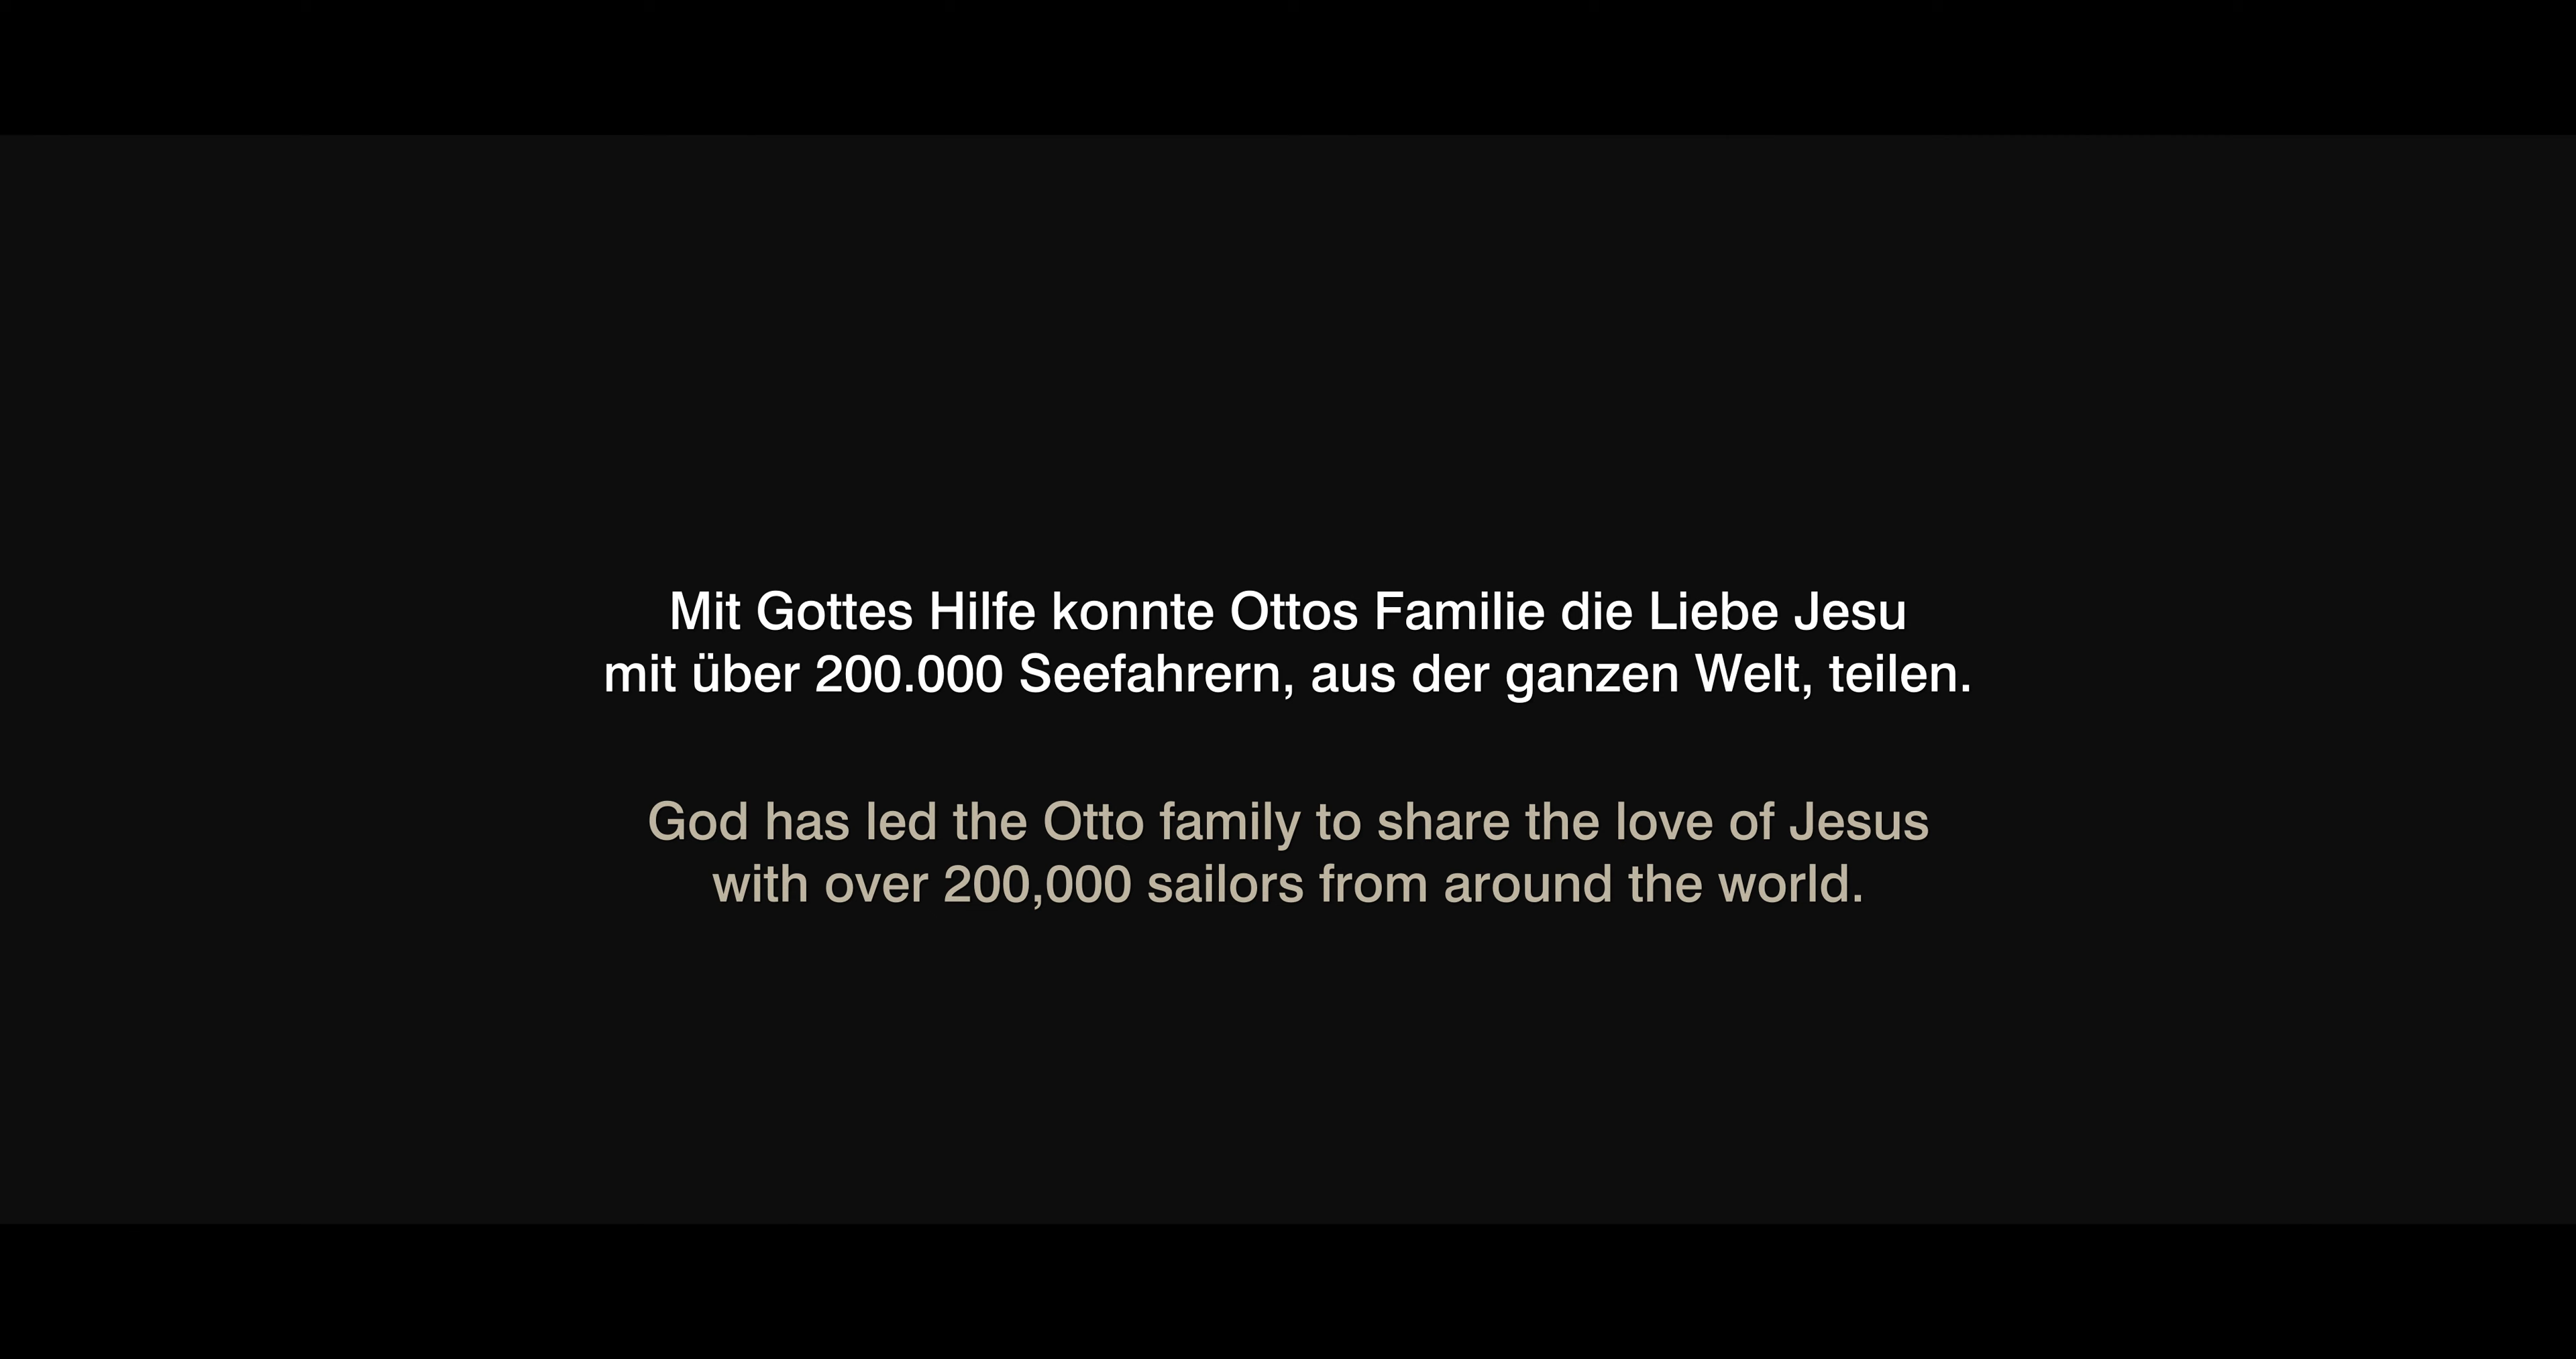 Mit Gottes Hilfe konnte Ottos Familie die Liebe Jesu
mit über 200.000 Seefahrern, aus der ganzen Welt, teilen.
God has led the Otto family to share the love of Jesus
with over 200,000 sailors from around the world.